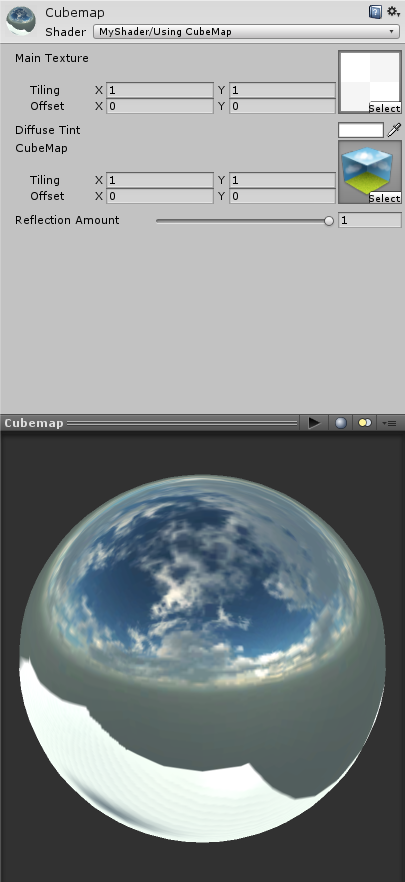 Cubemap
Shader MyShader/Using CubeMap
Main Texture
Tiling X 1 Y 1
Offset X 0 Y 0
Select
Diffuse Tint
CubeMap
Tiling X 1 Y 1
Offset X 0 Y 0
Select
Reflection Amount 1
Cubemap